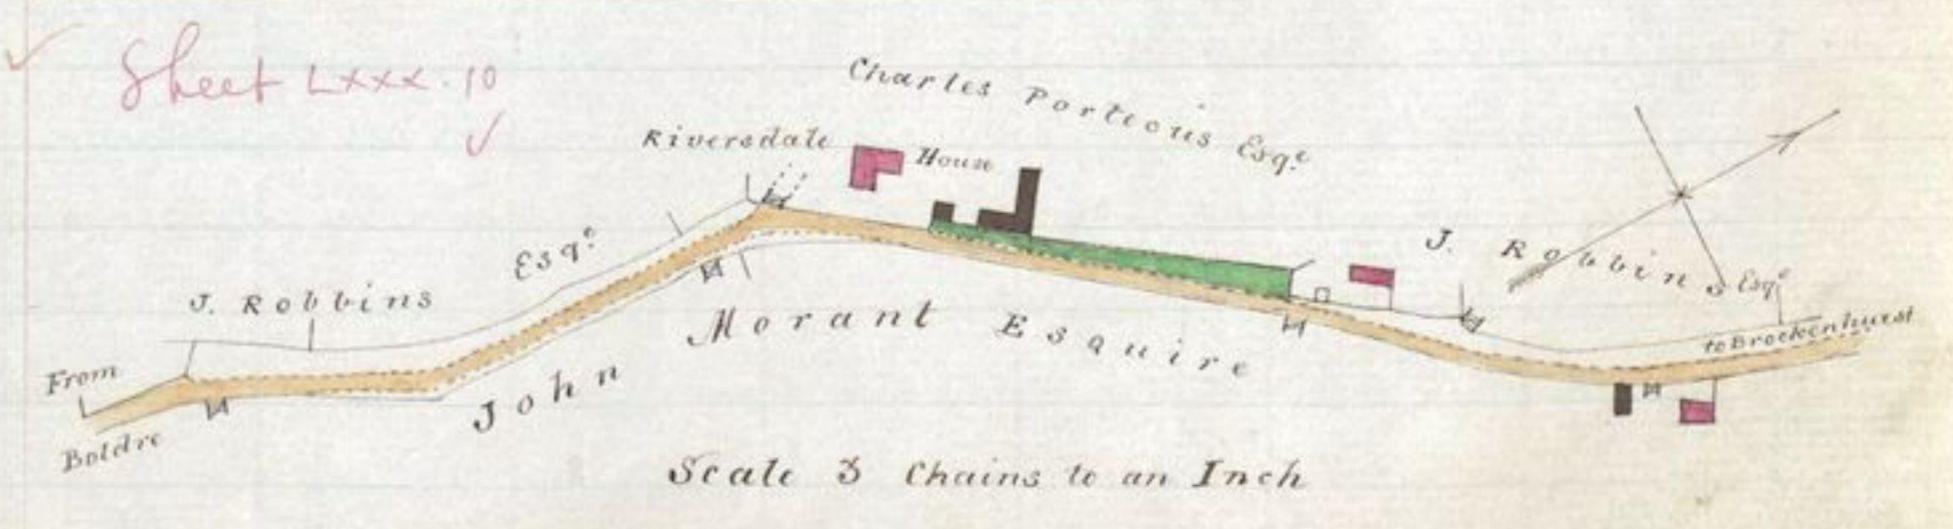 Sheet LXXX.10
Charles Porteous Esqe
Riversdale House
J. Robbins Esqe
J. Robbins Esqe
From Boldre
to Brockenhurst
John Morant Esquire
Scale 3 Chains to an Inch